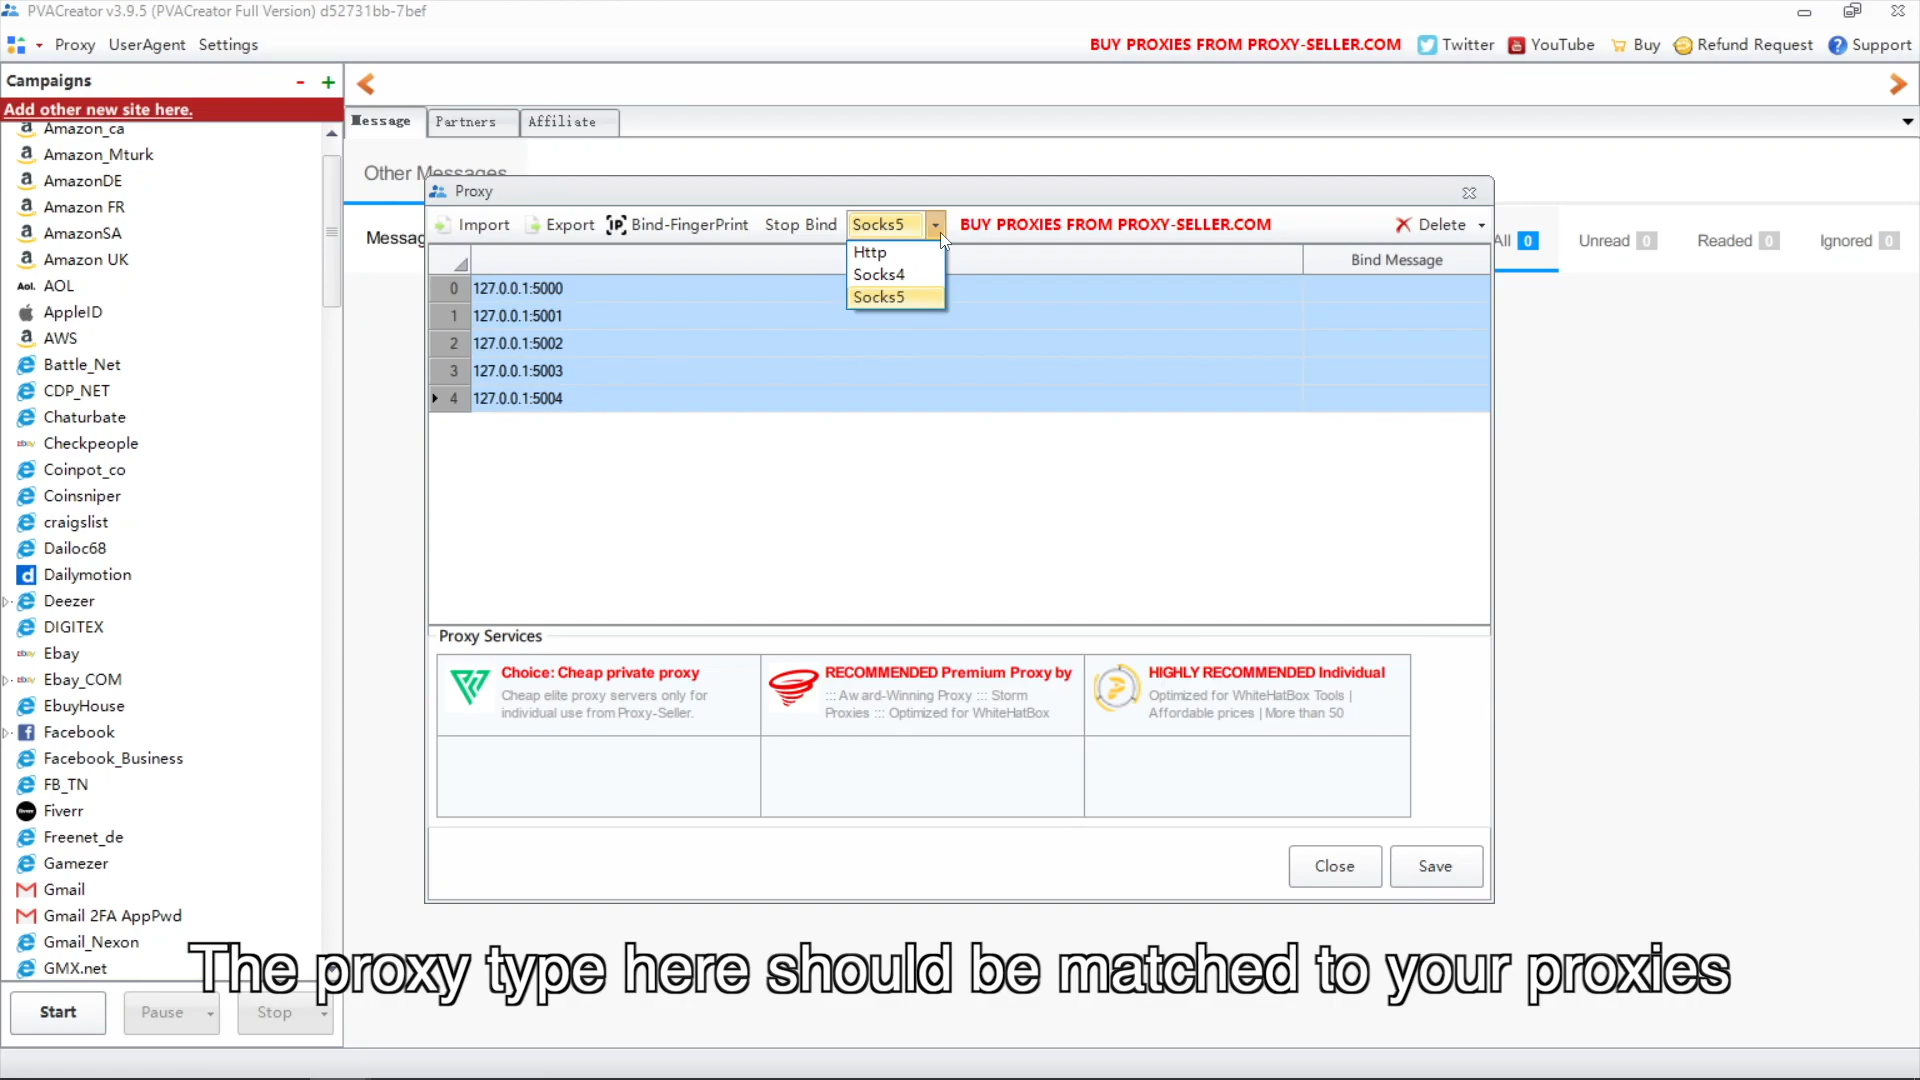 PVACreator v3.9.5 (PVACreator Full Version) d52731bb-7bef
Proxy UserAgent Settings
BUY PROXIES FROM PROXY-SELLER.COM Twitter YouTube Buy Refund Request Support
Campaigns
Add other new site here.
Amazon_ca
Amazon_Mturk
AmazonDE
Amazon FR
AmazonSA
Amazon UK
AOL
AppleID
AWS
Battle_Net
CDP_NET
Chaturbate
Checkpeople
Coinpot_co
Coinsniper
craigslist
Dailoc68
Dailymotion
Deezer
DIGITEX
Ebay
Ebay_COM
EbuyHouse
Facebook
Facebook_Business
FB_TN
Fiverr
Freenet_de
Gamezer
Gmail
Gmail 2FA AppPwd
Gmail_Nexon
GMX.net
Start Pause Stop
Message Partners Affiliate
Other Messages
Messag
All 0 Unread 0 Readed 0 Ignored 0
Proxy
Import Export Bind-FingerPrint Stop Bind Socks5 BUY PROXIES FROM PROXY-SELLER.COM Delete
Http
Socks4
Socks5
Bind Message
0 127.0.0.1:5000
1 127.0.0.1:5001
2 127.0.0.1:5002
3 127.0.0.1:5003
4 127.0.0.1:5004
Proxy Services
Choice: Cheap private proxy
Cheap elite proxy servers only for
individual use from Proxy-Seller.
RECOMMENDED Premium Proxy by
::: Award-Winning Proxy ::: Storm
Proxies ::: Optimized for WhiteHatBox
HIGHLY RECOMMENDED Individual
Optimized for WhiteHatBox Tools |
Affordable prices | More than 50
Close Save
The proxy type here should be matched to your proxies